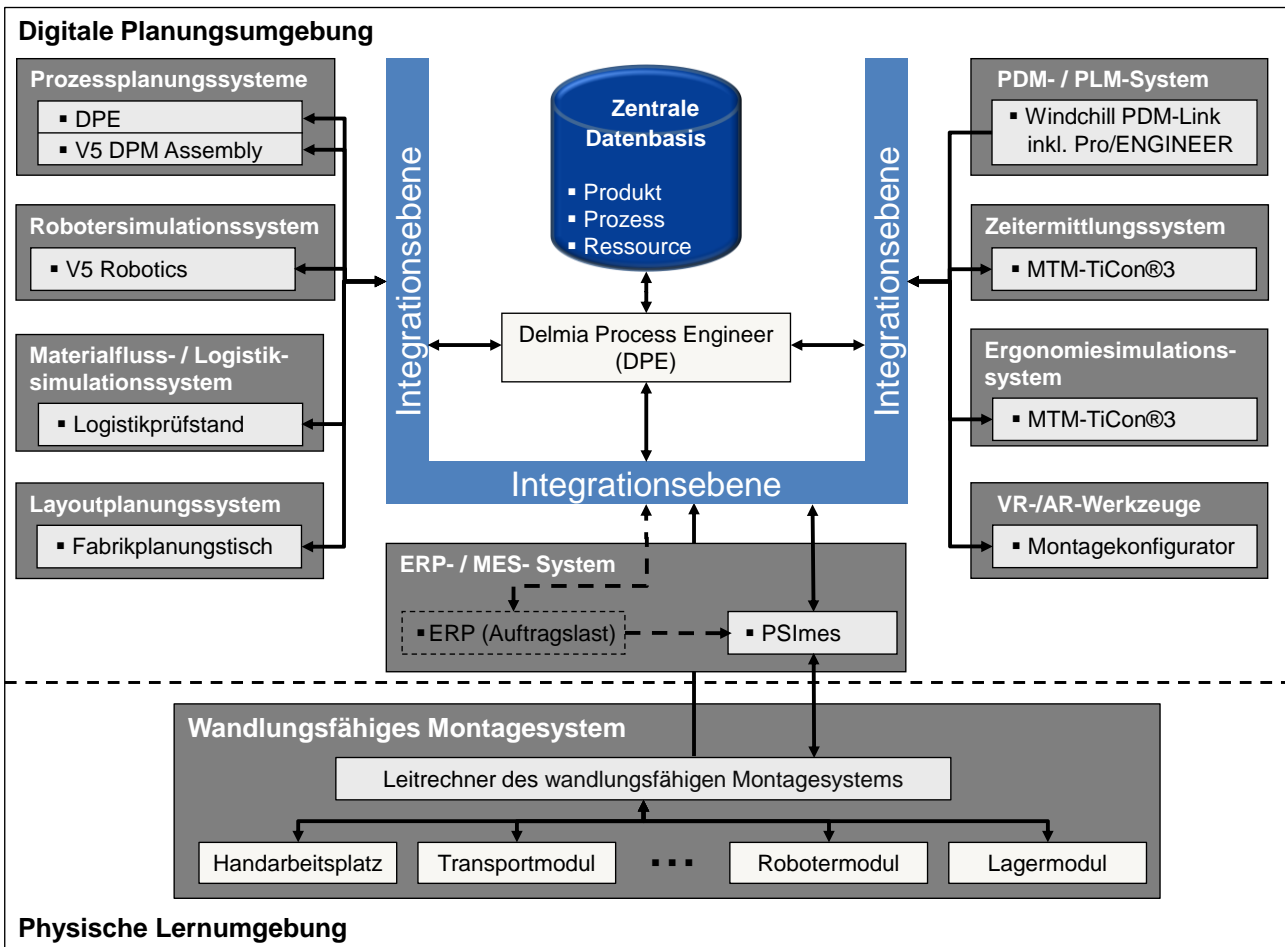 Digitale Planungsumgebung
Prozessplanungssysteme
▪ DPE
▪ V5 DPM Assembly
Robotersimulationssystem
▪ V5 Robotics
Materialfluss- / Logistik-
simulationssystem
▪ Logistikprüfstand
Layoutplanungssystem
▪ Fabrikplanungstisch
Integrationsebene
Zentrale
Datenbasis
▪ Produkt
▪ Prozess
▪ Ressource
Delmia Process Engineer
(DPE)
Integrationsebene
Integrationsebene
PDM- / PLM-System
▪ Windchill PDM-Link
inkl. Pro/ENGINEER
Zeitermittlungssystem
▪ MTM-TiCon®3
Ergonomiesimulations-
system
▪ MTM-TiCon®3
VR-/AR-Werkzeuge
▪ Montagekonfigurator
ERP- / MES- System
▪ ERP (Auftragslast)
▪ PSImes
Wandlungsfähiges Montagesystem
Leitrechner des wandlungsfähigen Montagesystems
Handarbeitsplatz
Transportmodul
...
Robotermodul
Lagermodul
Physische Lernumgebung